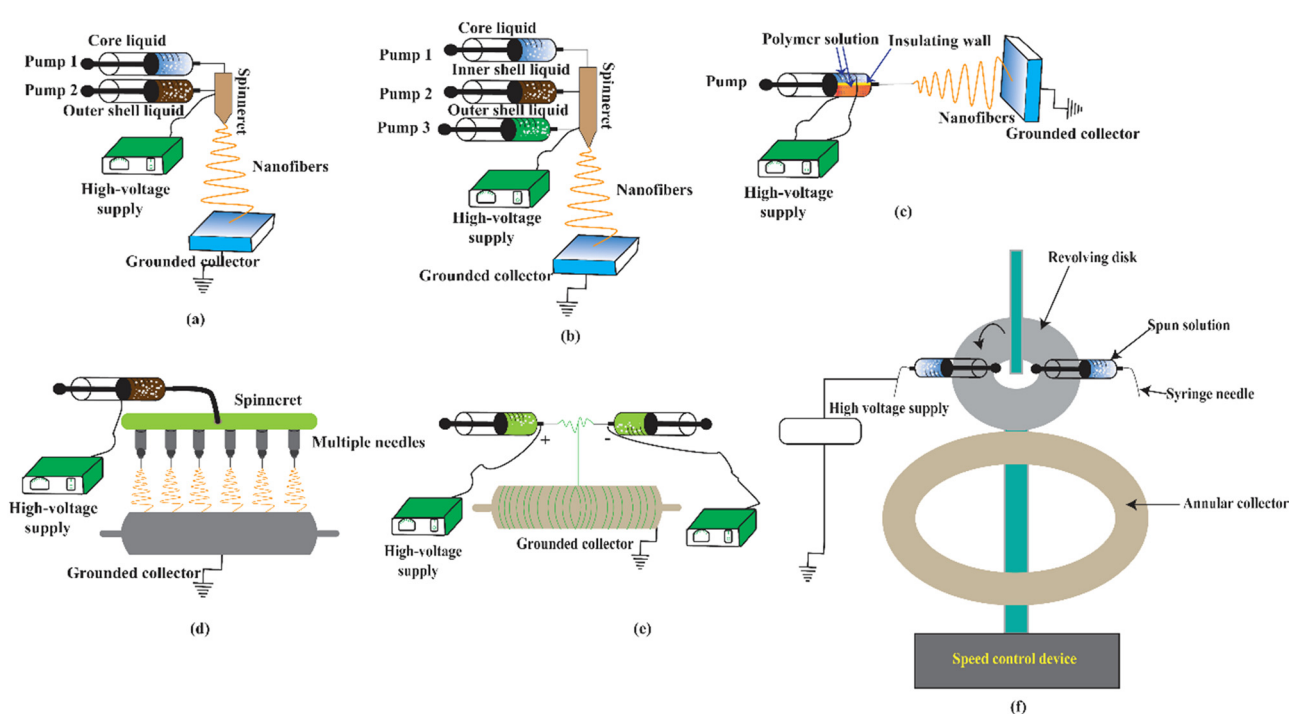 Core liquid
Pump 1
Pump 2
Outer shell liquid
Spinneret
High-voltage
supply
Nanofibers
Grounded collector
(a)
Core liquid
Pump 1
Inner shell liquid
Pump 2
Outer shell liquid
Pump 3
Spinneret
High-voltage
supply
Nanofibers
Grounded collector
(b)
Polymer solution
Insulating wall
Pump
Nanofibers
Grounded collector
High-voltage
supply
(c)
Spinneret
Multiple needles
High-voltage
supply
Grounded collector
(d)
+
-
High-voltage
supply
Grounded collector
(e)
Revolving disk
Spun solution
Syringe needle
High voltage supply
Annular collector
Speed control device
(f)